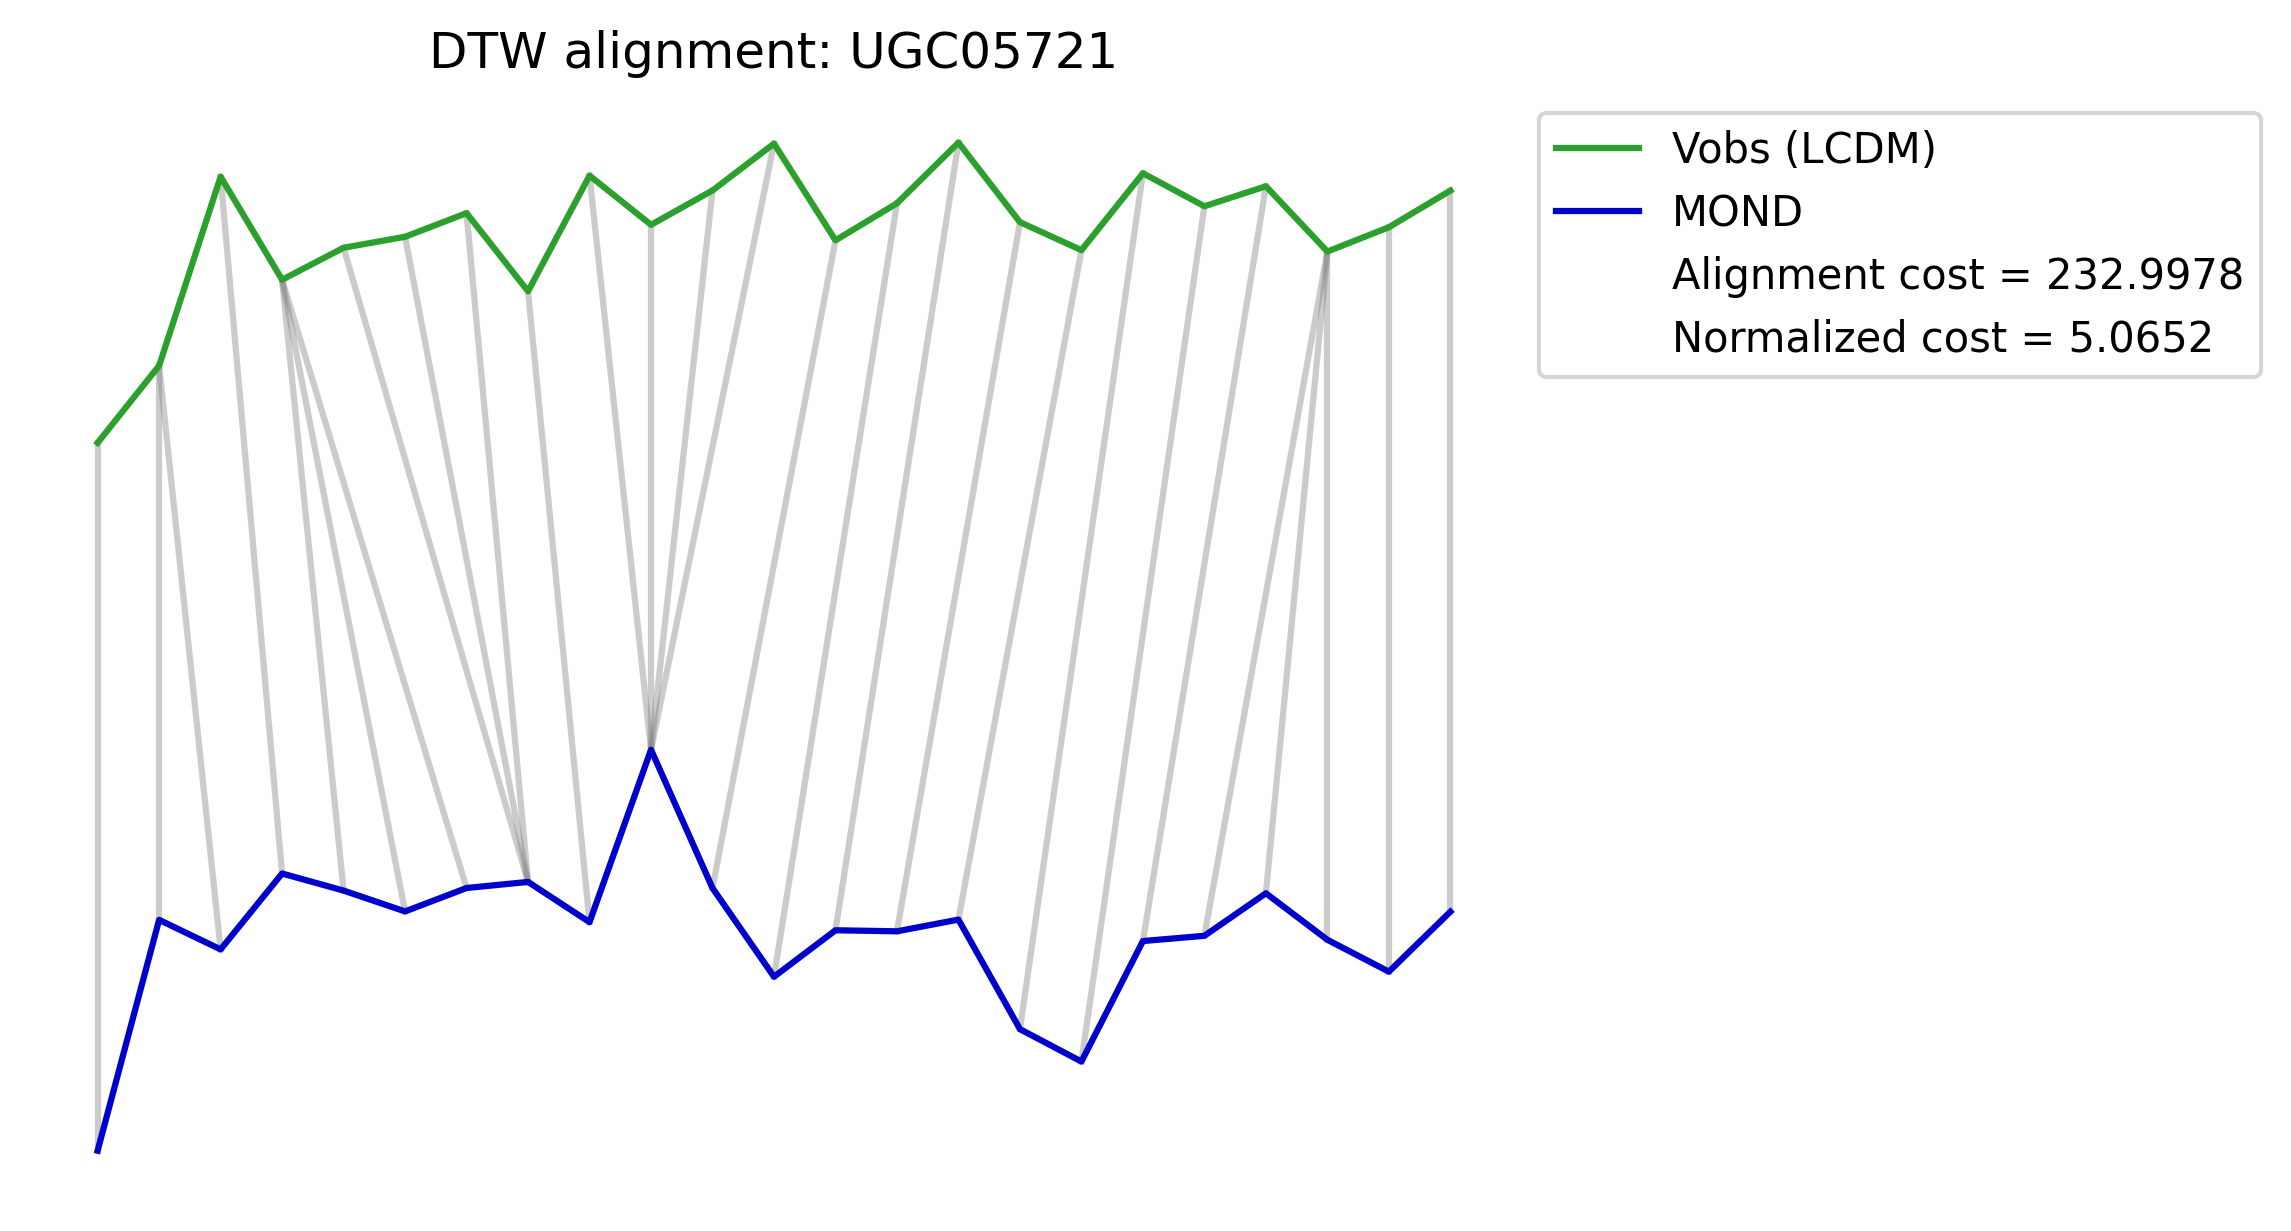 DTW alignment: UGC05721
Vobs (LCDM)
MOND
Alignment cost = 232.9978
Normalized cost = 5.0652